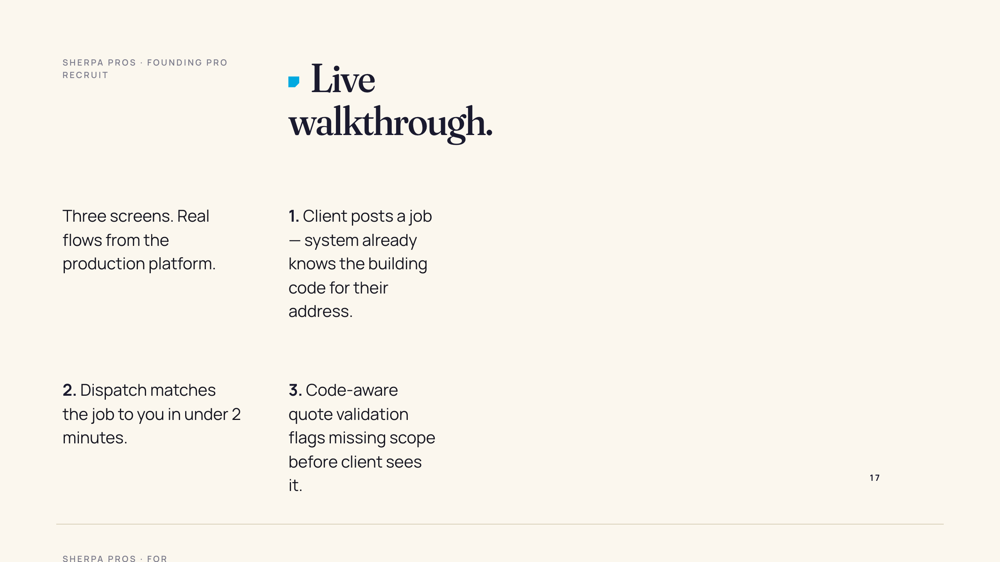 SHERPA PROS · FOUNDING PRO
RECRUIT
Live
walkthrough.
Three screens. Real
flows from the
production platform.
1. Client posts a job
— system already
knows the building
code for their
address.
2. Dispatch matches
the job to you in under 2
minutes.
3. Code-aware
quote validation
flags missing scope
before client sees
it.
17
SHERPA PROS · FOR